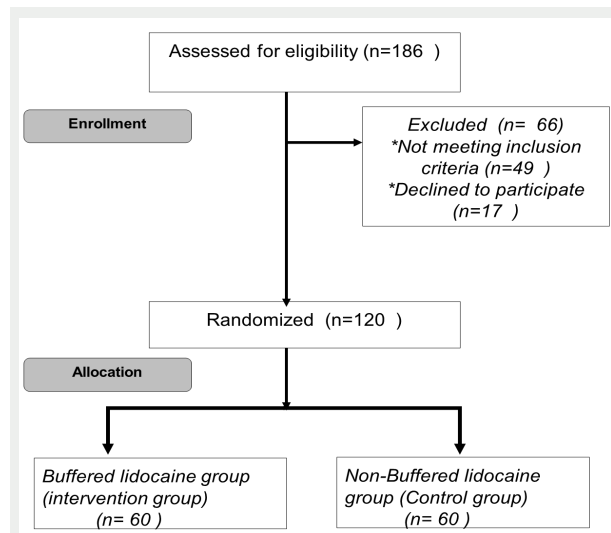 Assessed for eligibility (n=186 )
Enrollment
Excluded (n= 66)
*Not meeting inclusion
criteria (n=49 )
*Declined to participate
(n=17 )
Randomized (n=120 )
Allocation
Buffered lidocaine group
(intervention group)
(n= 60 )
Non-Buffered lidocaine
group (Control group)
(n= 60 )